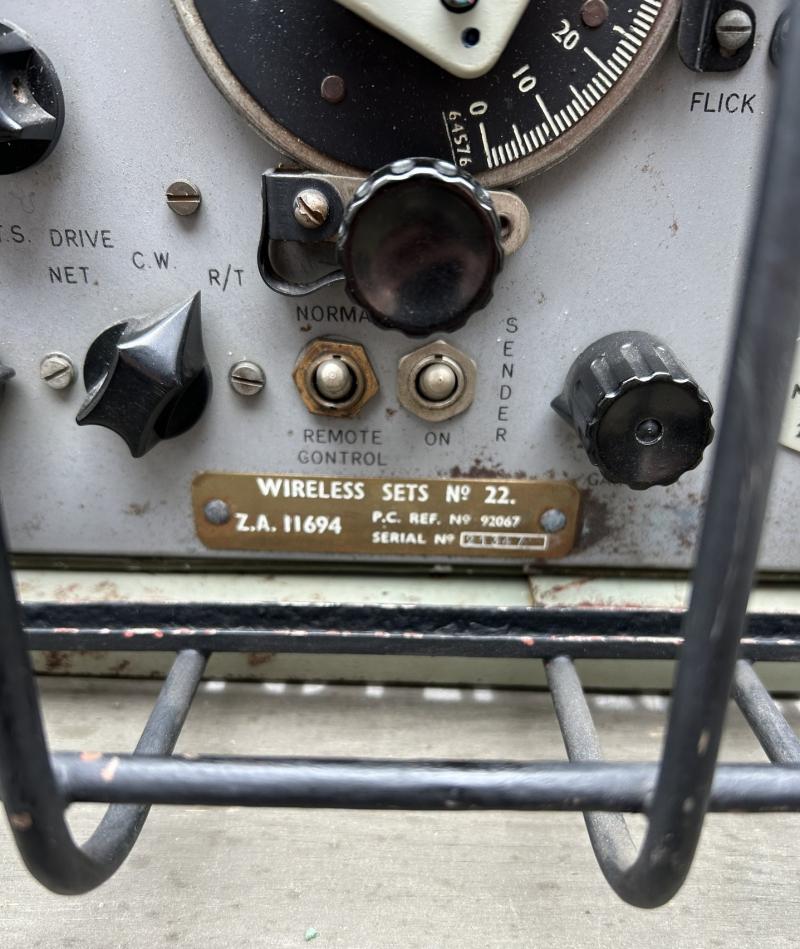 20
10
0
64576
FLICK
T.S. DRIVE
NET.
C.W.
R/T
NORMA
SENDER
REMOTE
CONTROL
ON
WIRELESS SETS Nº 22.
Z.A. 11694
P.C. REF. Nº 92067
SERIAL Nº